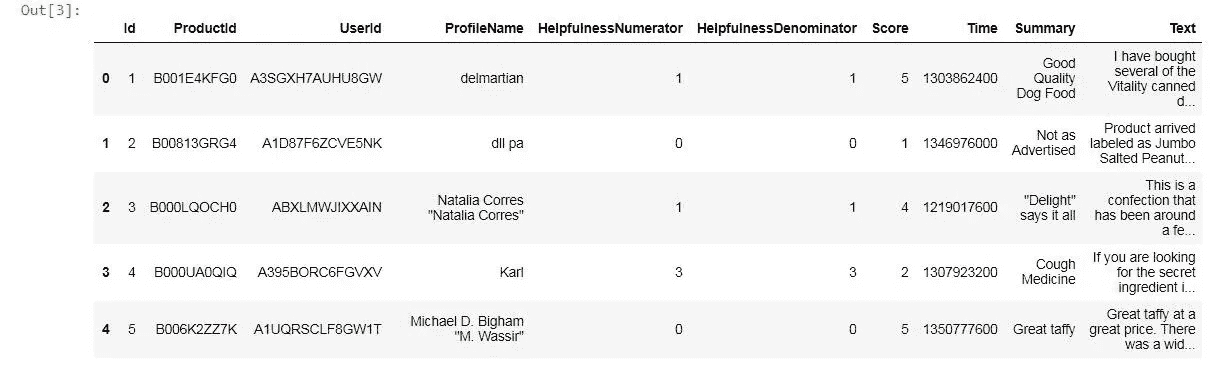 Out[3]:
Id ProductId UserId ProfileName HelpfulnessNumerator HelpfulnessDenominator Score Time Summary Text
0 1 B001E4KFG0 A3SGXH7AUHU8GW delmartian 1 1 5 1303862400 Good Quality Dog Food I have bought several of the Vitality canned d...
1 2 B00813GRG4 A1D87F6ZCVE5NK dll pa 0 0 1 1346976000 Not as Advertised Product arrived labeled as Jumbo Salted Peanut...
2 3 B000LQOCH0 ABXLMWJIXXAIN Natalia Corres "Natalia Corres" 1 1 4 1219017600 "Delight" says it all This is a confection that has been around a fe...
3 4 B000UA0QIQ A395BORC6FGVXV Karl 3 3 2 1307923200 Cough Medicine If you are looking for the secret ingredient i...
4 5 B006K2ZZ7K A1UQRSCLF8GW1T Michael D. Bigham "M. Wassir" 0 0 5 1350777600 Great taffy Great taffy at a great price. There was a wid...